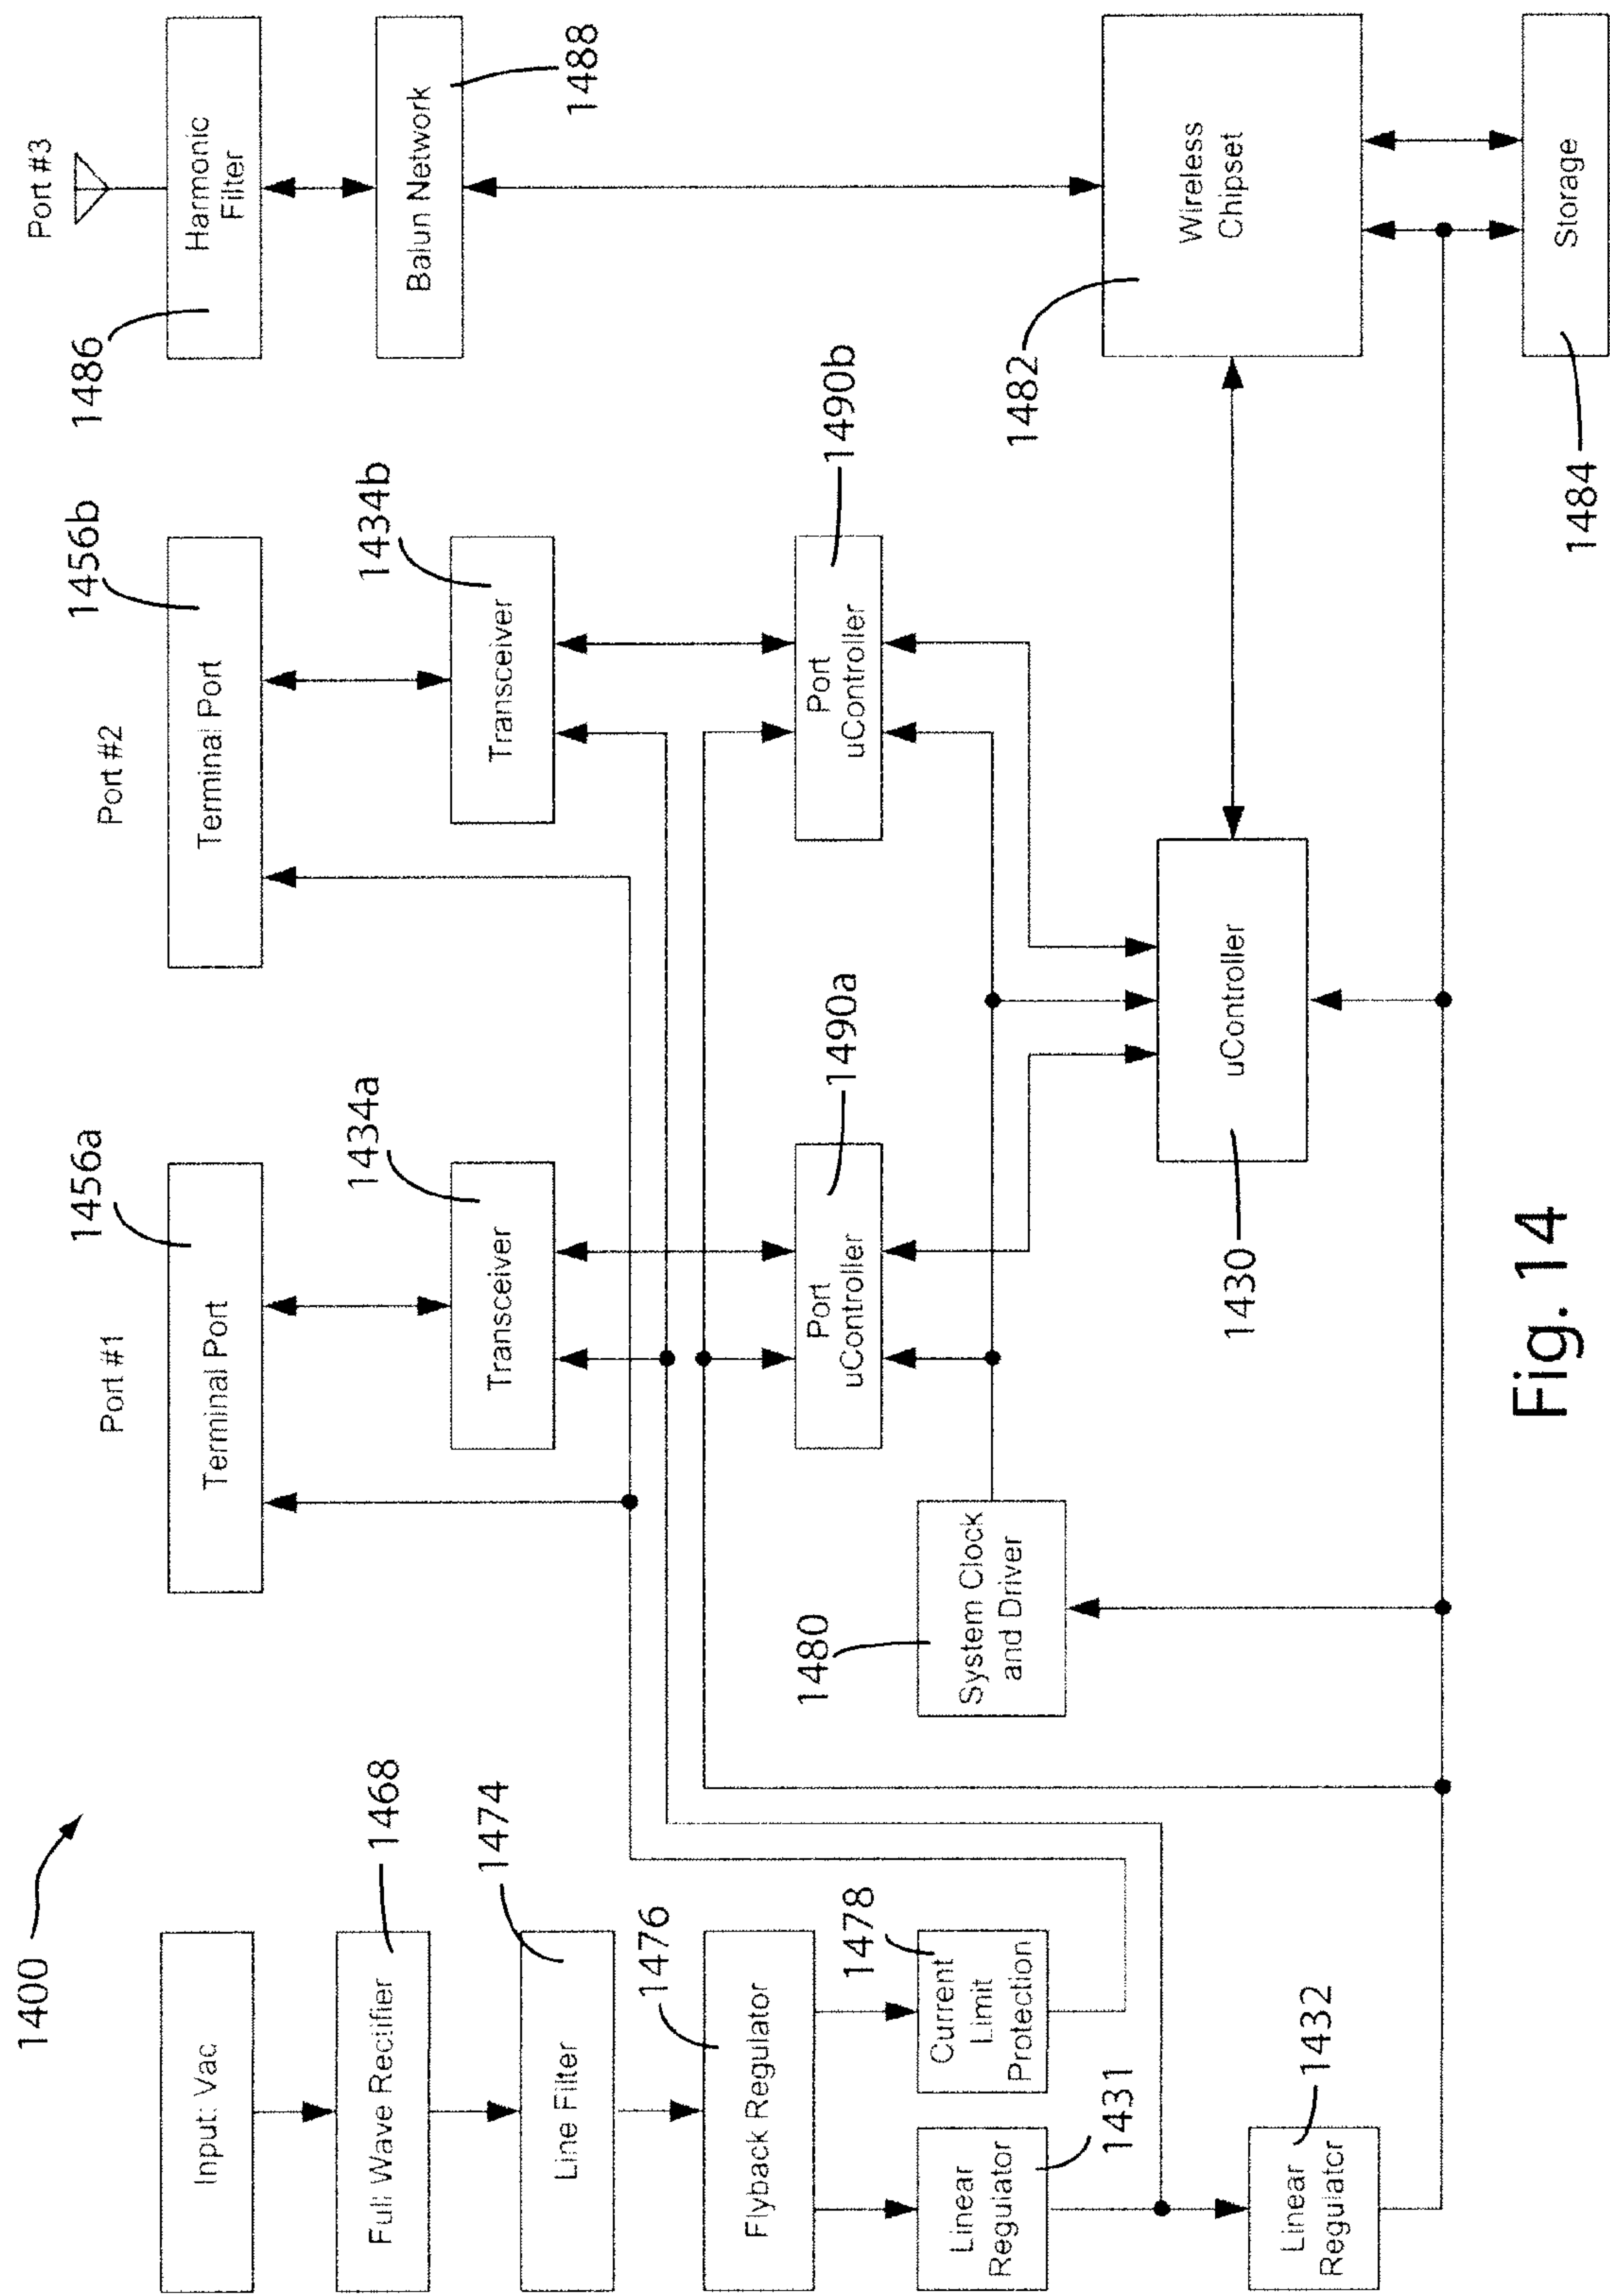 1400
Input: Vac
Full Wave Rectifier
1468
Line Filter
1474
Flyback Regulator
1476
Linear
Regulator
1431
Current
Limit
Protection
1478
Linear
Regulator
1432
Port #1
Terminal Port
1456a
Transceiver
1434a
Port
uController
1490a
System Clock
and Driver
1480
Port #2
Terminal Port
1456b
Transceiver
1434b
Port
uController
1490b
uController
1430
Port #3
Harmonic
Filter
1486
Balun Network
1488
Wireless
Chipset
1482
Storage
1484
Fig. 14